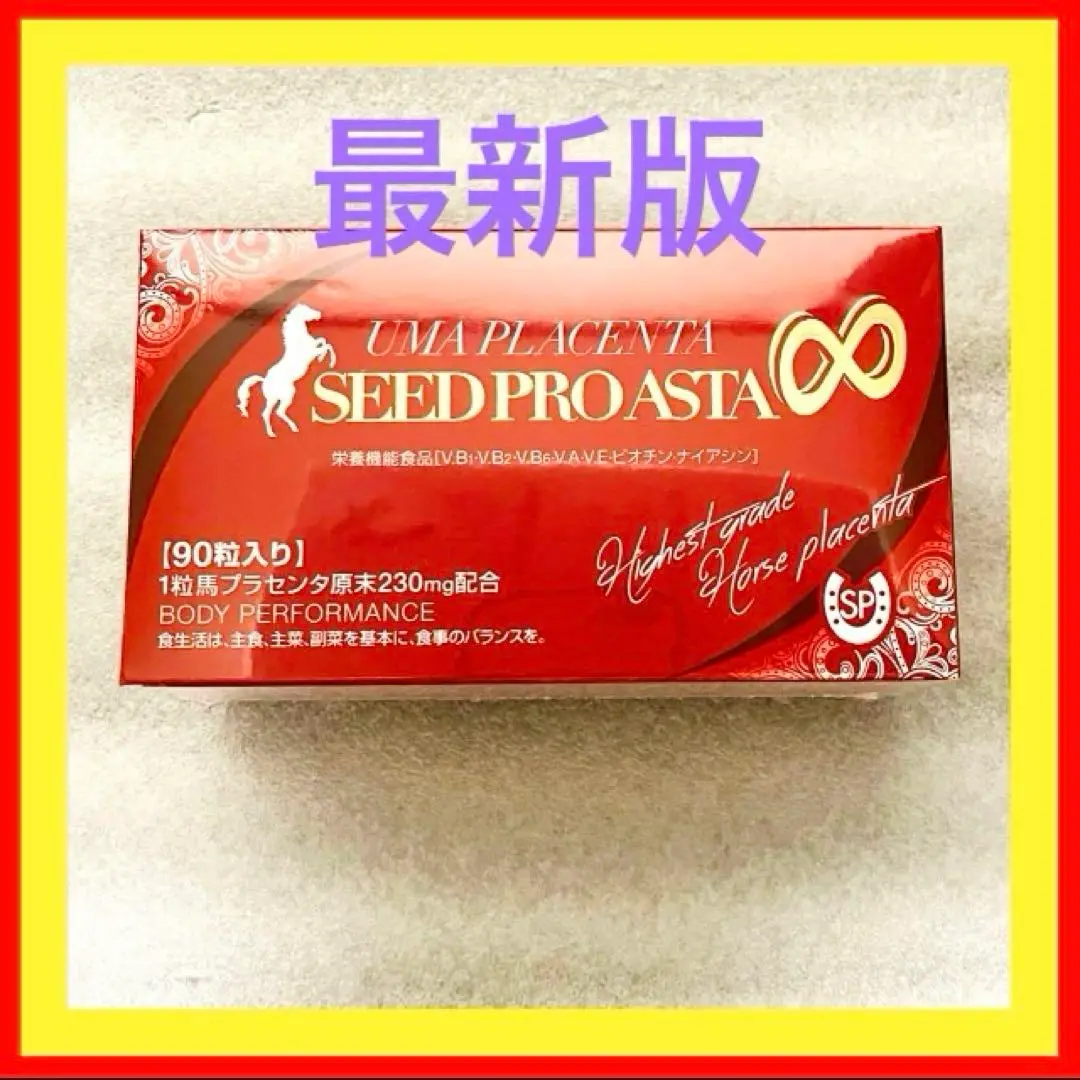 最新版
UMA PLACENTA
SEED PRO ASTA ∞
栄養機能食品[V.B1・V.B2・V.B6・V.A・V.E・ビオチン・ナイアシン]
Highest grade
Horse placenta
【90粒入り】
1粒馬プラセンタ原末230mg配合
BODY PERFORMANCE
食生活は、主食、主菜、副菜を基本に、食事のバランスを。
SP